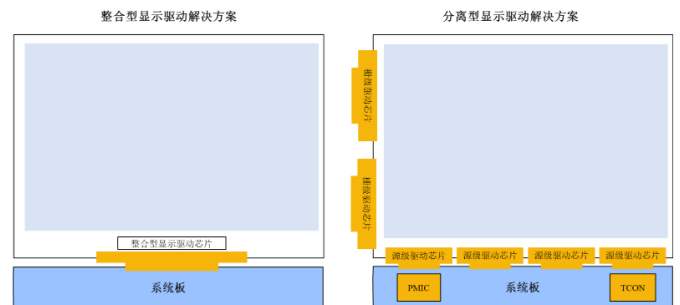 整合型显示驱动解决方案
分离型显示驱动解决方案
栅级驱动芯片
栅级驱动芯片
整合型显示驱动芯片
源级驱动芯片
源级驱动芯片
源级驱动芯片
源级驱动芯片
系统板
PMIC
系统板
TCON